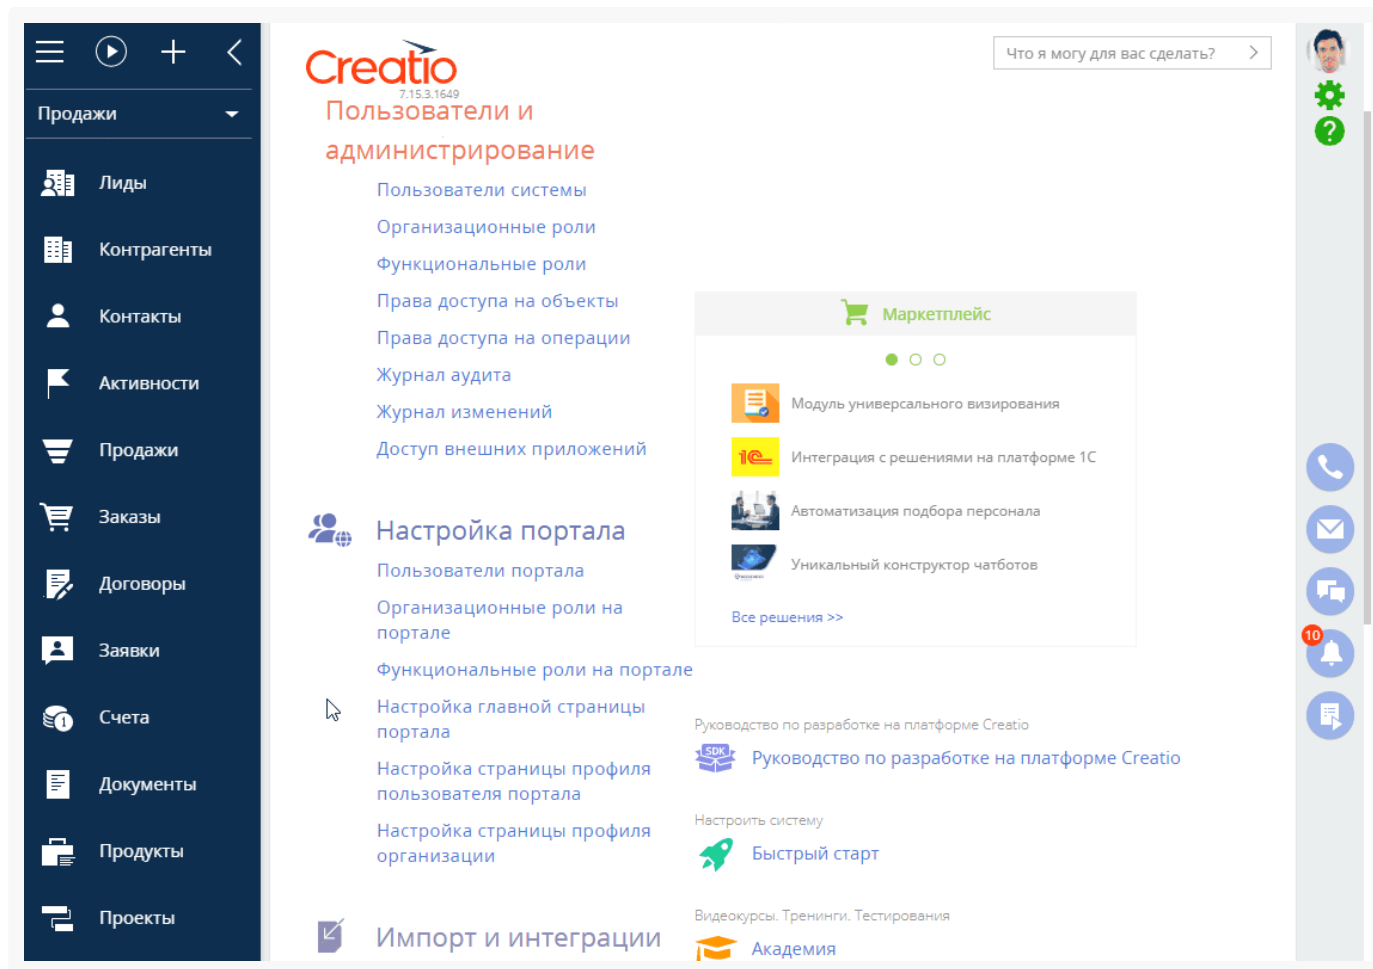 Продажи
Лиды
Контрагенты
Контакты
Активности
Продажи
Заказы
Договоры
Заявки
Счета
Документы
Продукты
Проекты
Creatio
7.15.3.1649
Что я могу для вас сделать?
Пользователи и
администрирование
Пользователи системы
Организационные роли
Функциональные роли
Права доступа на объекты
Права доступа на операции
Журнал аудита
Журнал изменений
Доступ внешних приложений
Настройка портала
Пользователи портала
Организационные роли на
портале
Функциональные роли на портале
Настройка главной страницы
портала
Настройка страницы профиля
пользователя портала
Настройка страницы профиля
организации
Импорт и интеграции
Маркетплейс
Модуль универсального визирования
1С
Интеграция с решениями на платформе 1С
Автоматизация подбора персонала
Уникальный конструктор чатботов
Все решения >>
Руководство по разработке на платформе Creatio
SDK
Руководство по разработке на платформе Creatio
Настроить систему
Быстрый старт
Видеокурсы. Тренинги. Тестирования
Академия
10